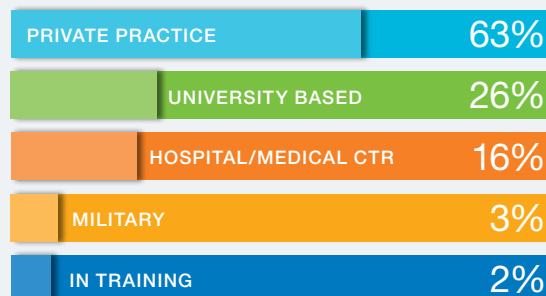 PRIVATE PRACTICE 63%
UNIVERSITY BASED 26%
HOSPITAL/MEDICAL CTR 16%
MILITARY 3%
IN TRAINING 2%